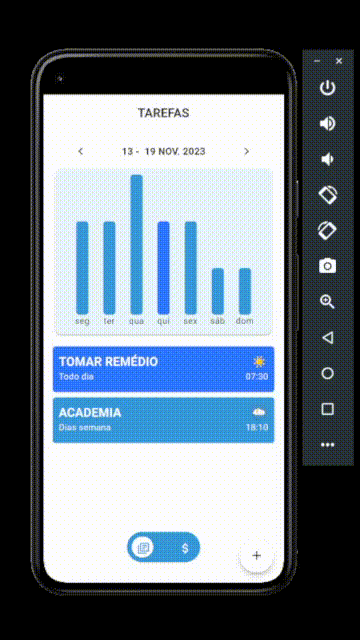 TAREFAS
13 - 19 NOV. 2023
seg ter qua qui sex sáb dom
TOMAR REMÉDIO
Todo dia 07:30
ACADEMIA
Dias semana 18:10
$
+